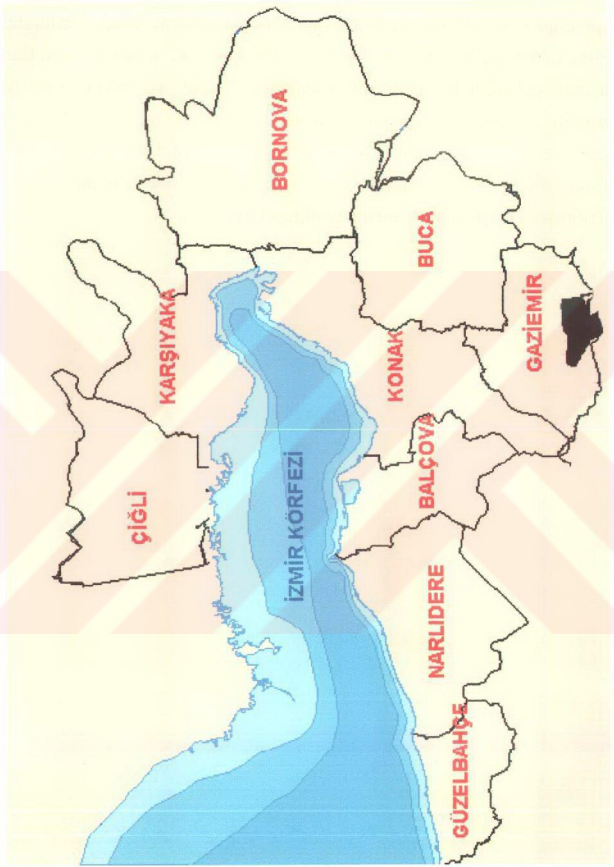 ÇİĞLİ
KARŞIYAKA
BORNOVA
İZMİR KÖRFEZİ
KONAK
BUCA
BALÇOVA
GAZİEMİR
NARLIDERE
GÜZELBAHÇE